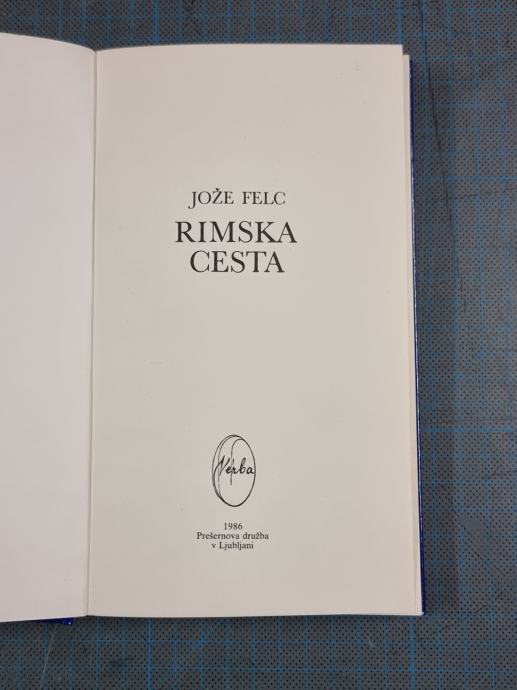 JOŽE FELC
RIMSKA
CESTA
Vérba
1986
Prešernova družba
v Ljubljani